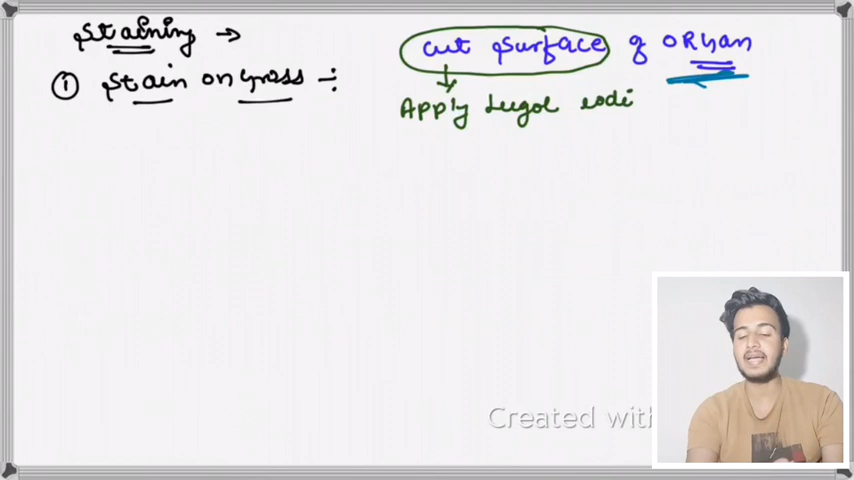 Staining →
① Stain on Gross ÷
cut surface of ORGan
Apply Lugol iodi
Created with